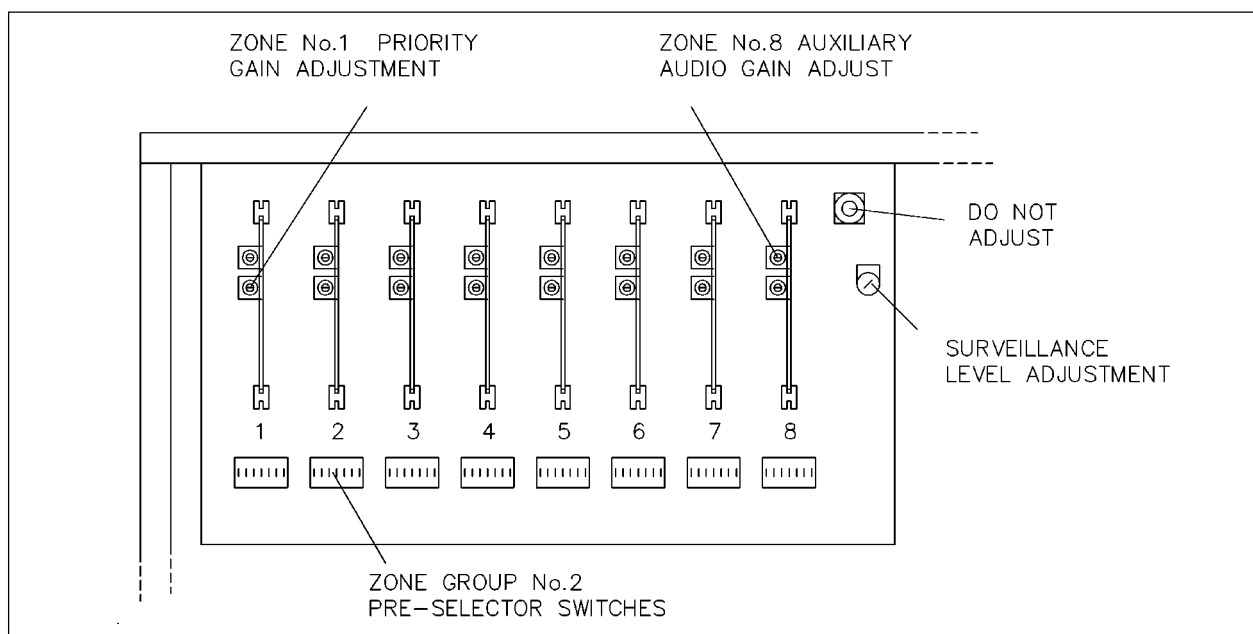 ZONE No.1 PRIORITY
GAIN ADJUSTMENT
ZONE No.8 AUXILIARY
AUDIO GAIN ADJUST
DO NOT
ADJUST
SURVEILLANCE
LEVEL ADJUSTMENT
1 2 3 4 5 6 7 8
ZONE GROUP No.2
PRE-SELECTOR SWITCHES